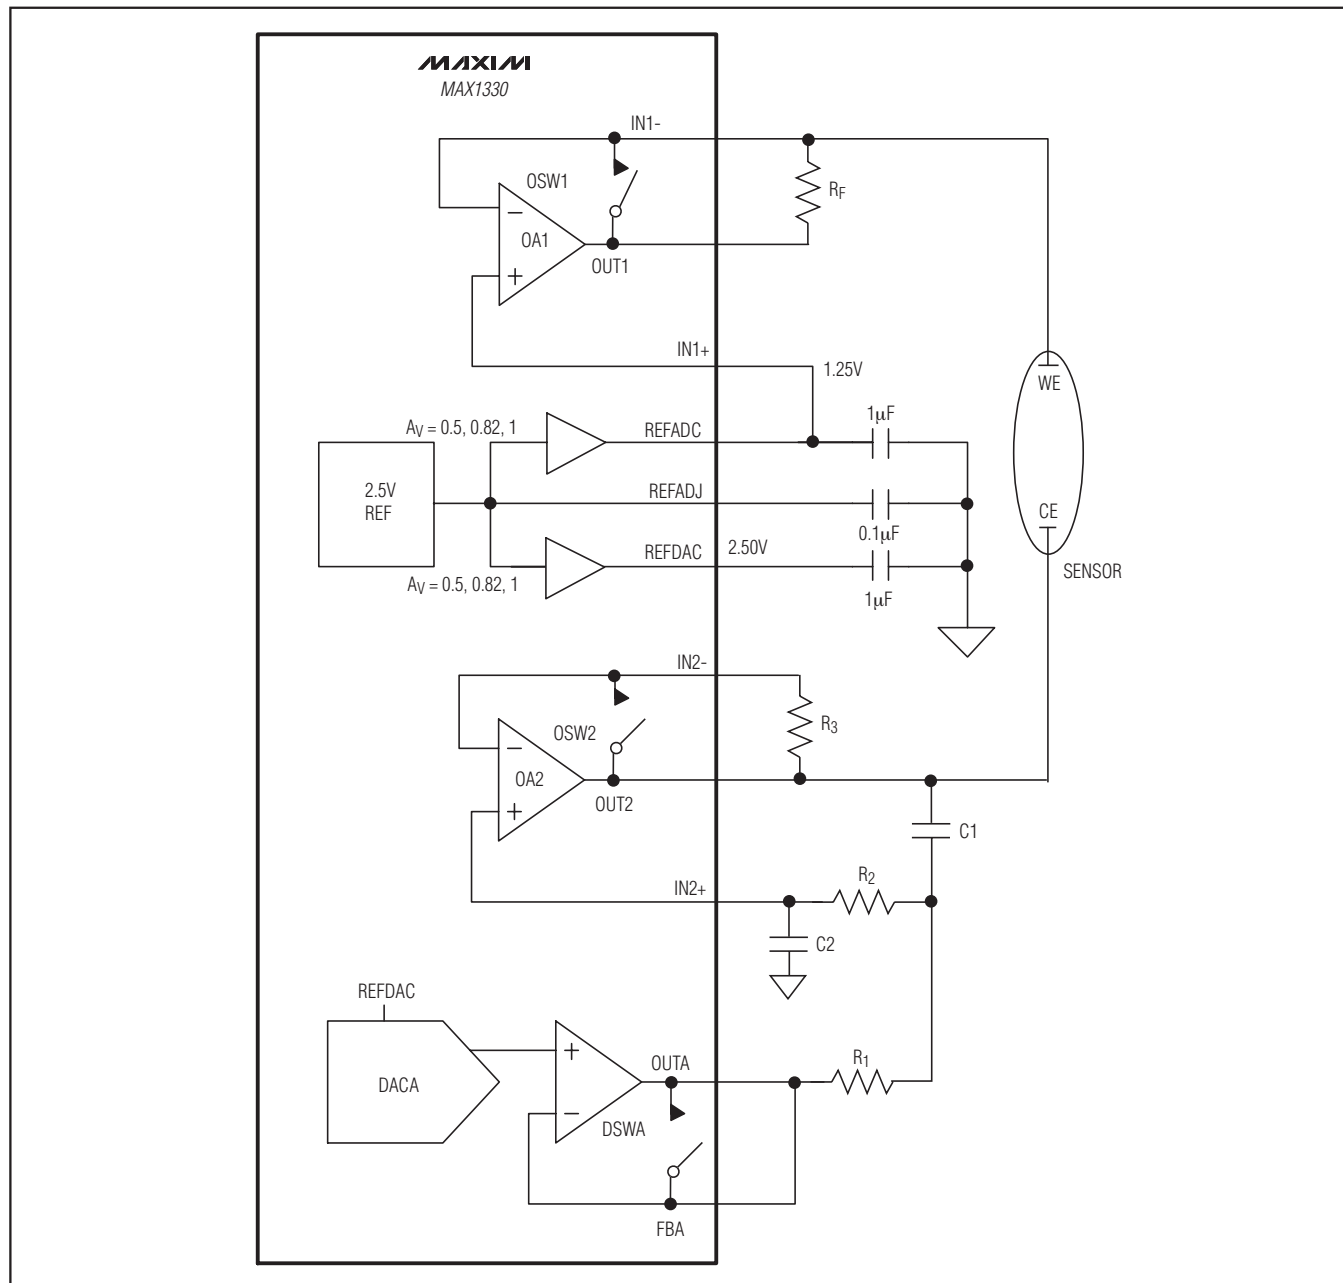 MAXIM
MAX1330
IN1-
OSW1
RF
−
OA1
+
OUT1
IN1+
1.25V
WE
1μF
AV = 0.5, 0.82, 1
REFADC
2.5V
REF
REFADJ
CE
0.1μF
REFDAC
2.50V
AV = 0.5, 0.82, 1
SENSOR
1μF
IN2-
OSW2
R3
−
OA2
+
OUT2
C1
R2
IN2+
C2
REFDAC
OUTA
R1
+
DACA
−
DSWA
FBA